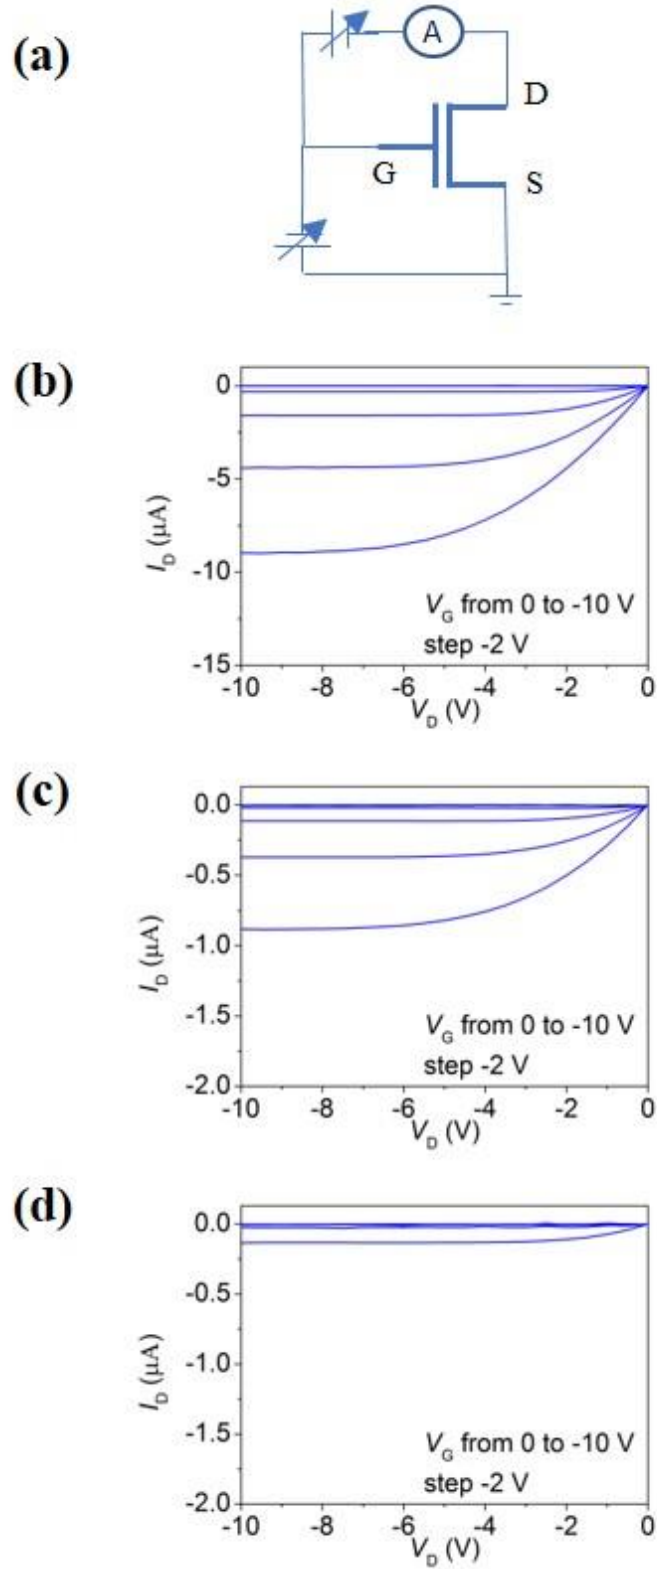 (a)
A
D
G
S
(b)
0
-5
-10
-15
I_D (μA)
V_G from 0 to -10 V
step -2 V
-10 -8 -6 -4 -2 0
V_D (V)
(c)
0.0
-0.5
-1.0
-1.5
-2.0
I_D (μA)
V_G from 0 to -10 V
step -2 V
-10 -8 -6 -4 -2 0
V_D (V)
(d)
0.0
-0.5
-1.0
-1.5
-2.0
I_D (μA)
V_G from 0 to -10 V
step -2 V
-10 -8 -6 -4 -2 0
V_D (V)